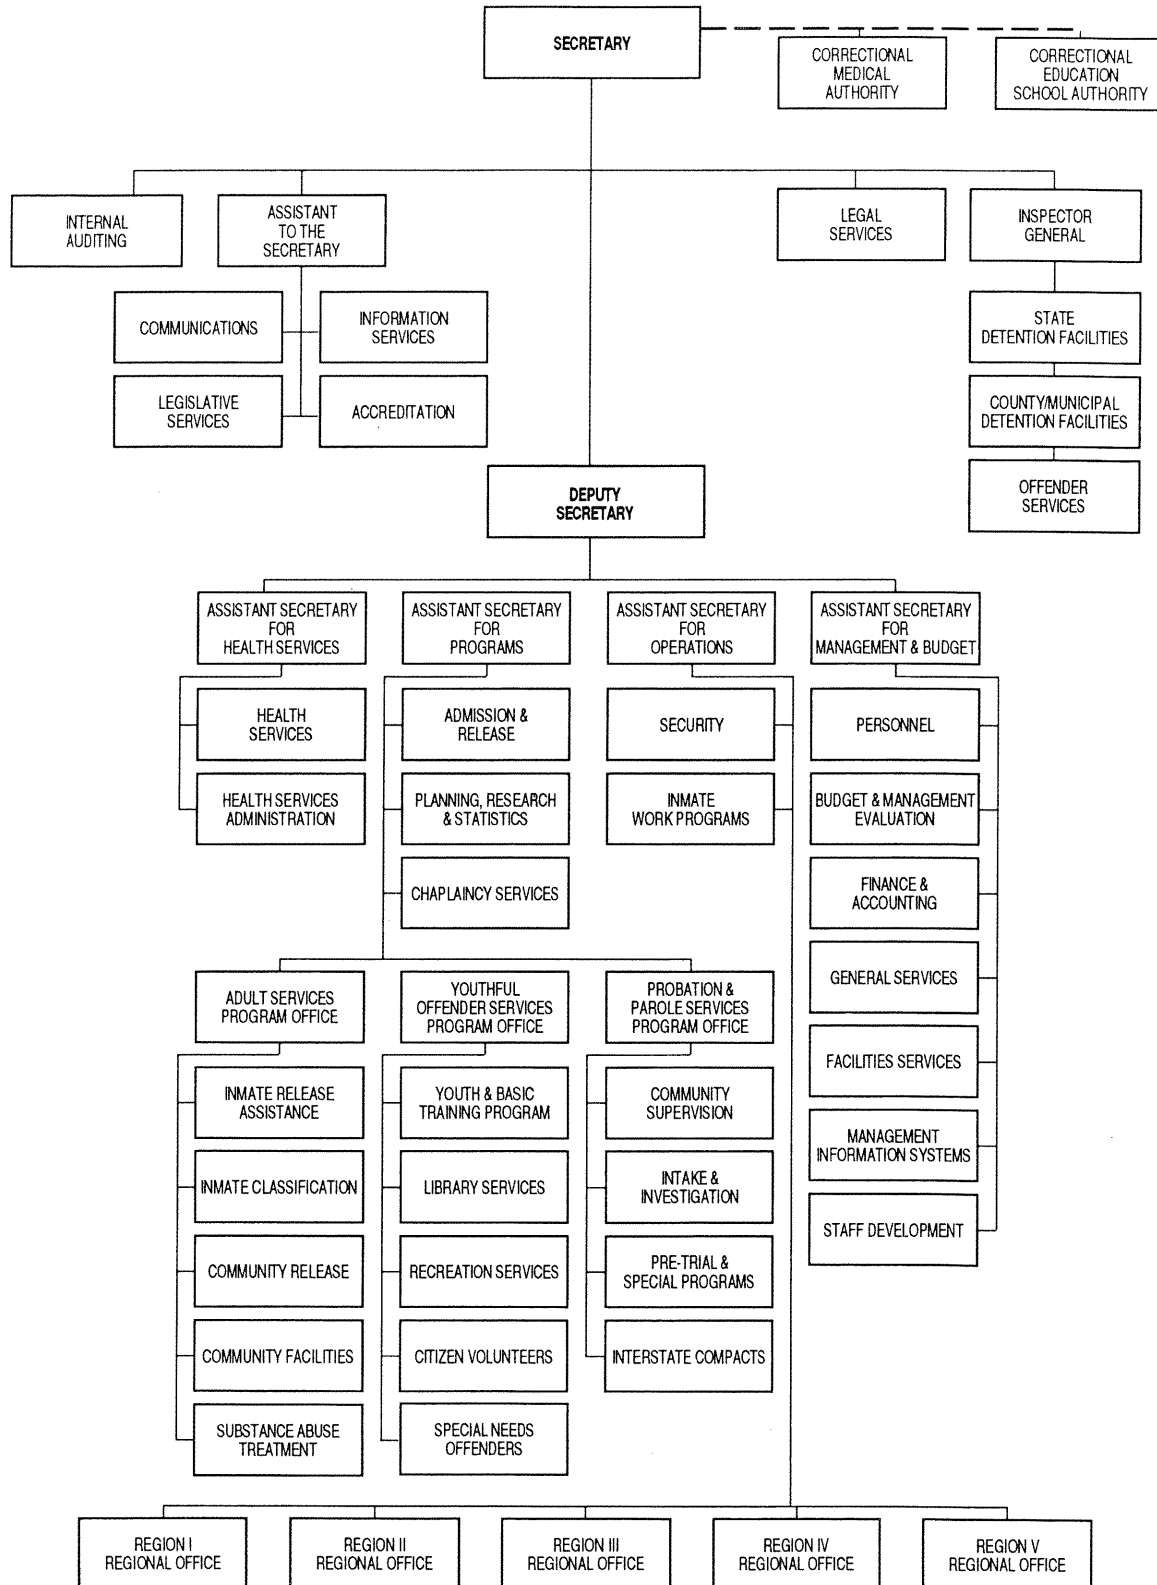 SECRETARY
CORRECTIONAL
MEDICAL
AUTHORITY
CORRECTIONAL
EDUCATION
SCHOOL AUTHORITY
INTERNAL
AUDITING
ASSISTANT
TO THE
SECRETARY
LEGAL
SERVICES
INSPECTOR
GENERAL
COMMUNICATIONS
INFORMATION
SERVICES
LEGISLATIVE
SERVICES
ACCREDITATION
STATE
DETENTION FACILITIES
COUNTY/MUNICIPAL
DETENTION FACILITIES
OFFENDER
SERVICES
DEPUTY
SECRETARY
ASSISTANT SECRETARY
FOR
HEALTH SERVICES
ASSISTANT SECRETARY
FOR
PROGRAMS
ASSISTANT SECRETARY
FOR
OPERATIONS
ASSISTANT SECRETARY
FOR
MANAGEMENT & BUDGET
HEALTH
SERVICES
HEALTH SERVICES
ADMINISTRATION
ADMISSION &
RELEASE
PLANNING, RESEARCH
& STATISTICS
CHAPLAINCY SERVICES
SECURITY
INMATE
WORK PROGRAMS
PERSONNEL
BUDGET & MANAGEMENT
EVALUATION
FINANCE &
ACCOUNTING
GENERAL SERVICES
FACILITIES SERVICES
MANAGEMENT
INFORMATION SYSTEMS
STAFF DEVELOPMENT
ADULT SERVICES
PROGRAM OFFICE
YOUTHFUL
OFFENDER SERVICES
PROGRAM OFFICE
PROBATION &
PAROLE SERVICES
PROGRAM OFFICE
INMATE RELEASE
ASSISTANCE
INMATE CLASSIFICATION
COMMUNITY RELEASE
COMMUNITY FACILITIES
SUBSTANCE ABUSE
TREATMENT
YOUTH & BASIC
TRAINING PROGRAM
LIBRARY SERVICES
RECREATION SERVICES
CITIZEN VOLUNTEERS
SPECIAL NEEDS
OFFENDERS
COMMUNITY
SUPERVISION
INTAKE &
INVESTIGATION
PRE-TRIAL &
SPECIAL PROGRAMS
INTERSTATE COMPACTS
REGION I
REGIONAL OFFICE
REGION II
REGIONAL OFFICE
REGION III
REGIONAL OFFICE
REGION IV
REGIONAL OFFICE
REGION V
REGIONAL OFFICE